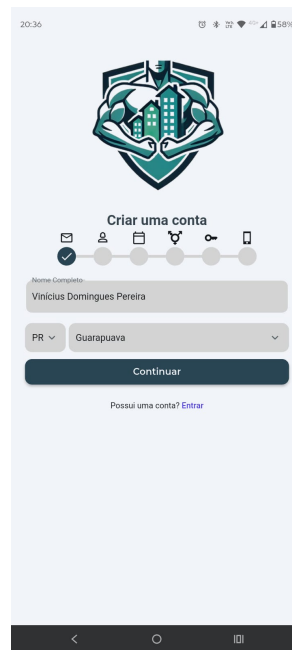 20:36
58%
Criar uma conta
Nome Completo
Vinícius Domingues Pereira
PR
Guarapuava
Continuar
Possui uma conta? Entrar